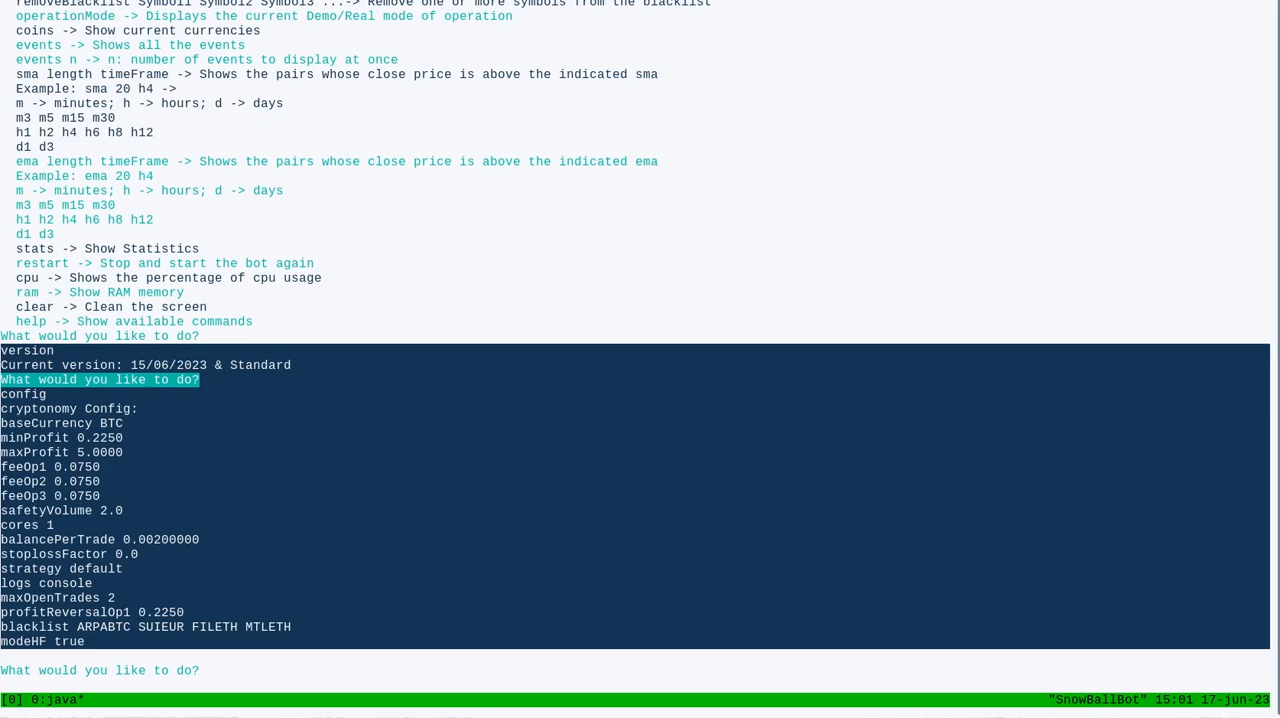 removeBlacklist Symbol1 Symbol2 Symbol3 ...-> Remove one or more symbols from the blacklist
operationMode -> Displays the current Demo/Real mode of operation
coins -> Show current currencies
events -> Shows all the events
events n -> n: number of events to display at once
sma length timeFrame -> Shows the pairs whose close price is above the indicated sma
Example: sma 20 h4 ->
m -> minutes; h -> hours; d -> days
m3 m5 m15 m30
h1 h2 h4 h6 h8 h12
d1 d3
ema length timeFrame -> Shows the pairs whose close price is above the indicated ema
Example: ema 20 h4
m -> minutes; h -> hours; d -> days
m3 m5 m15 m30
h1 h2 h4 h6 h8 h12
d1 d3
stats -> Show Statistics
restart -> Stop and start the bot again
cpu -> Shows the percentage of cpu usage
ram -> Show RAM memory
clear -> Clean the screen
help -> Show available commands
What would you like to do?
version
Current version: 15/06/2023 & Standard
What would you like to do?
config
cryptonomy Config:
baseCurrency BTC
minProfit 0.2250
maxProfit 5.0000
feeOp1 0.0750
feeOp2 0.0750
feeOp3 0.0750
safetyVolume 2.0
cores 1
balancePerTrade 0.00200000
stoplossFactor 0.0
strategy default
logs console
maxOpenTrades 2
profitReversalOp1 0.2250
blacklist ARPABTC SUIEUR FILETH MTLETH
modeHF true
What would you like to do?
[0] 0:java* "SnowBallBot" 15:01 17-jun-23